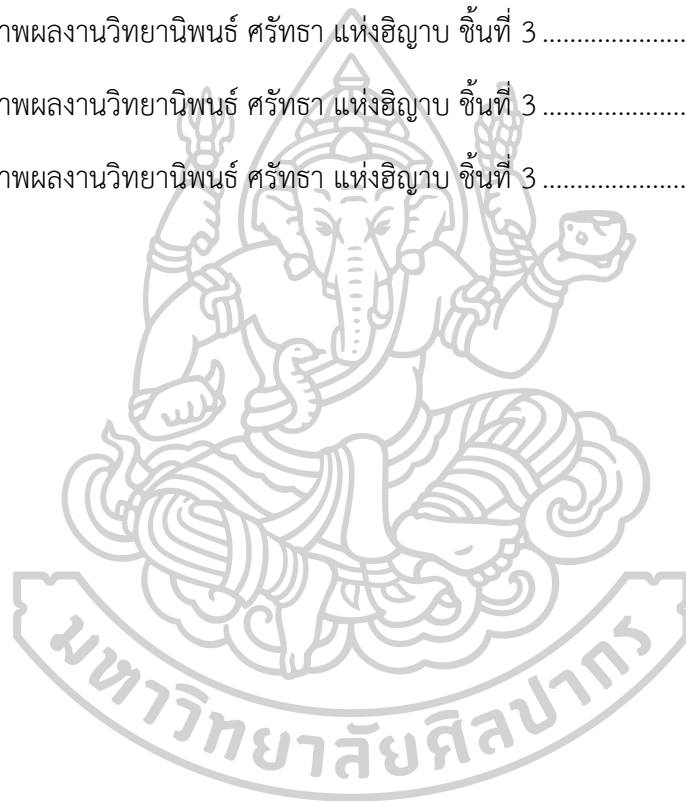 าพผลงานวิทยานิพนธ์ ศรัทธา แห่งฮิญาบ ชิ้นที่ 3 .....................
าพผลงานวิทยานิพนธ์ ศรัทธา แห่งฮิญาบ ชิ้นที่ 3 .....................
าพผลงานวิทยานิพนธ์ ศรัทธา แห่งฮิญาบ ชิ้นที่ 3 .....................
มหาวิทยาลัยศิลปากร